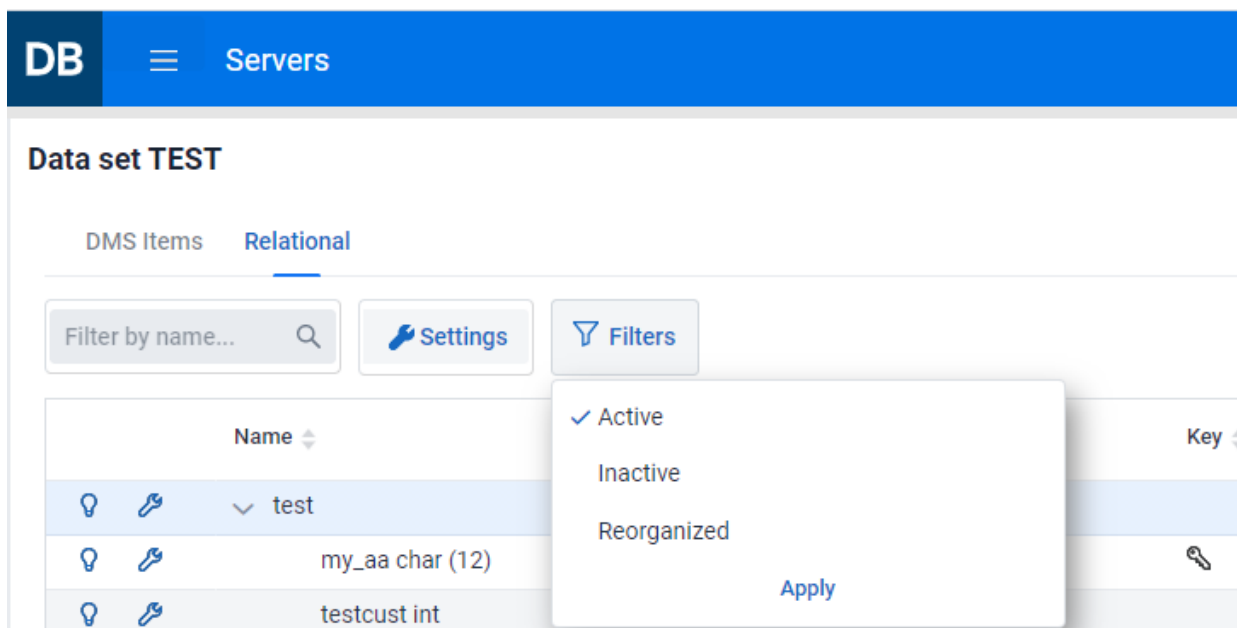 DB Servers
Data set TEST
DMS Items Relational
Filter by name... Settings Filters
Active
Name Key
Inactive
test
Reorganized
my_aa char (12)
Apply
testcust int